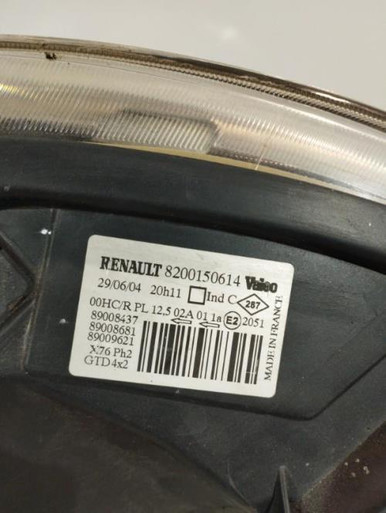 RENAULT 8200150614 Valeo
29/06/04 20h11 Ind C 287
00HC/R PL 12,5 02A 01 1a E2 2051
89008437
89008681
89009621
X76 Ph2
GTD 4x2
MADE IN FRANCE